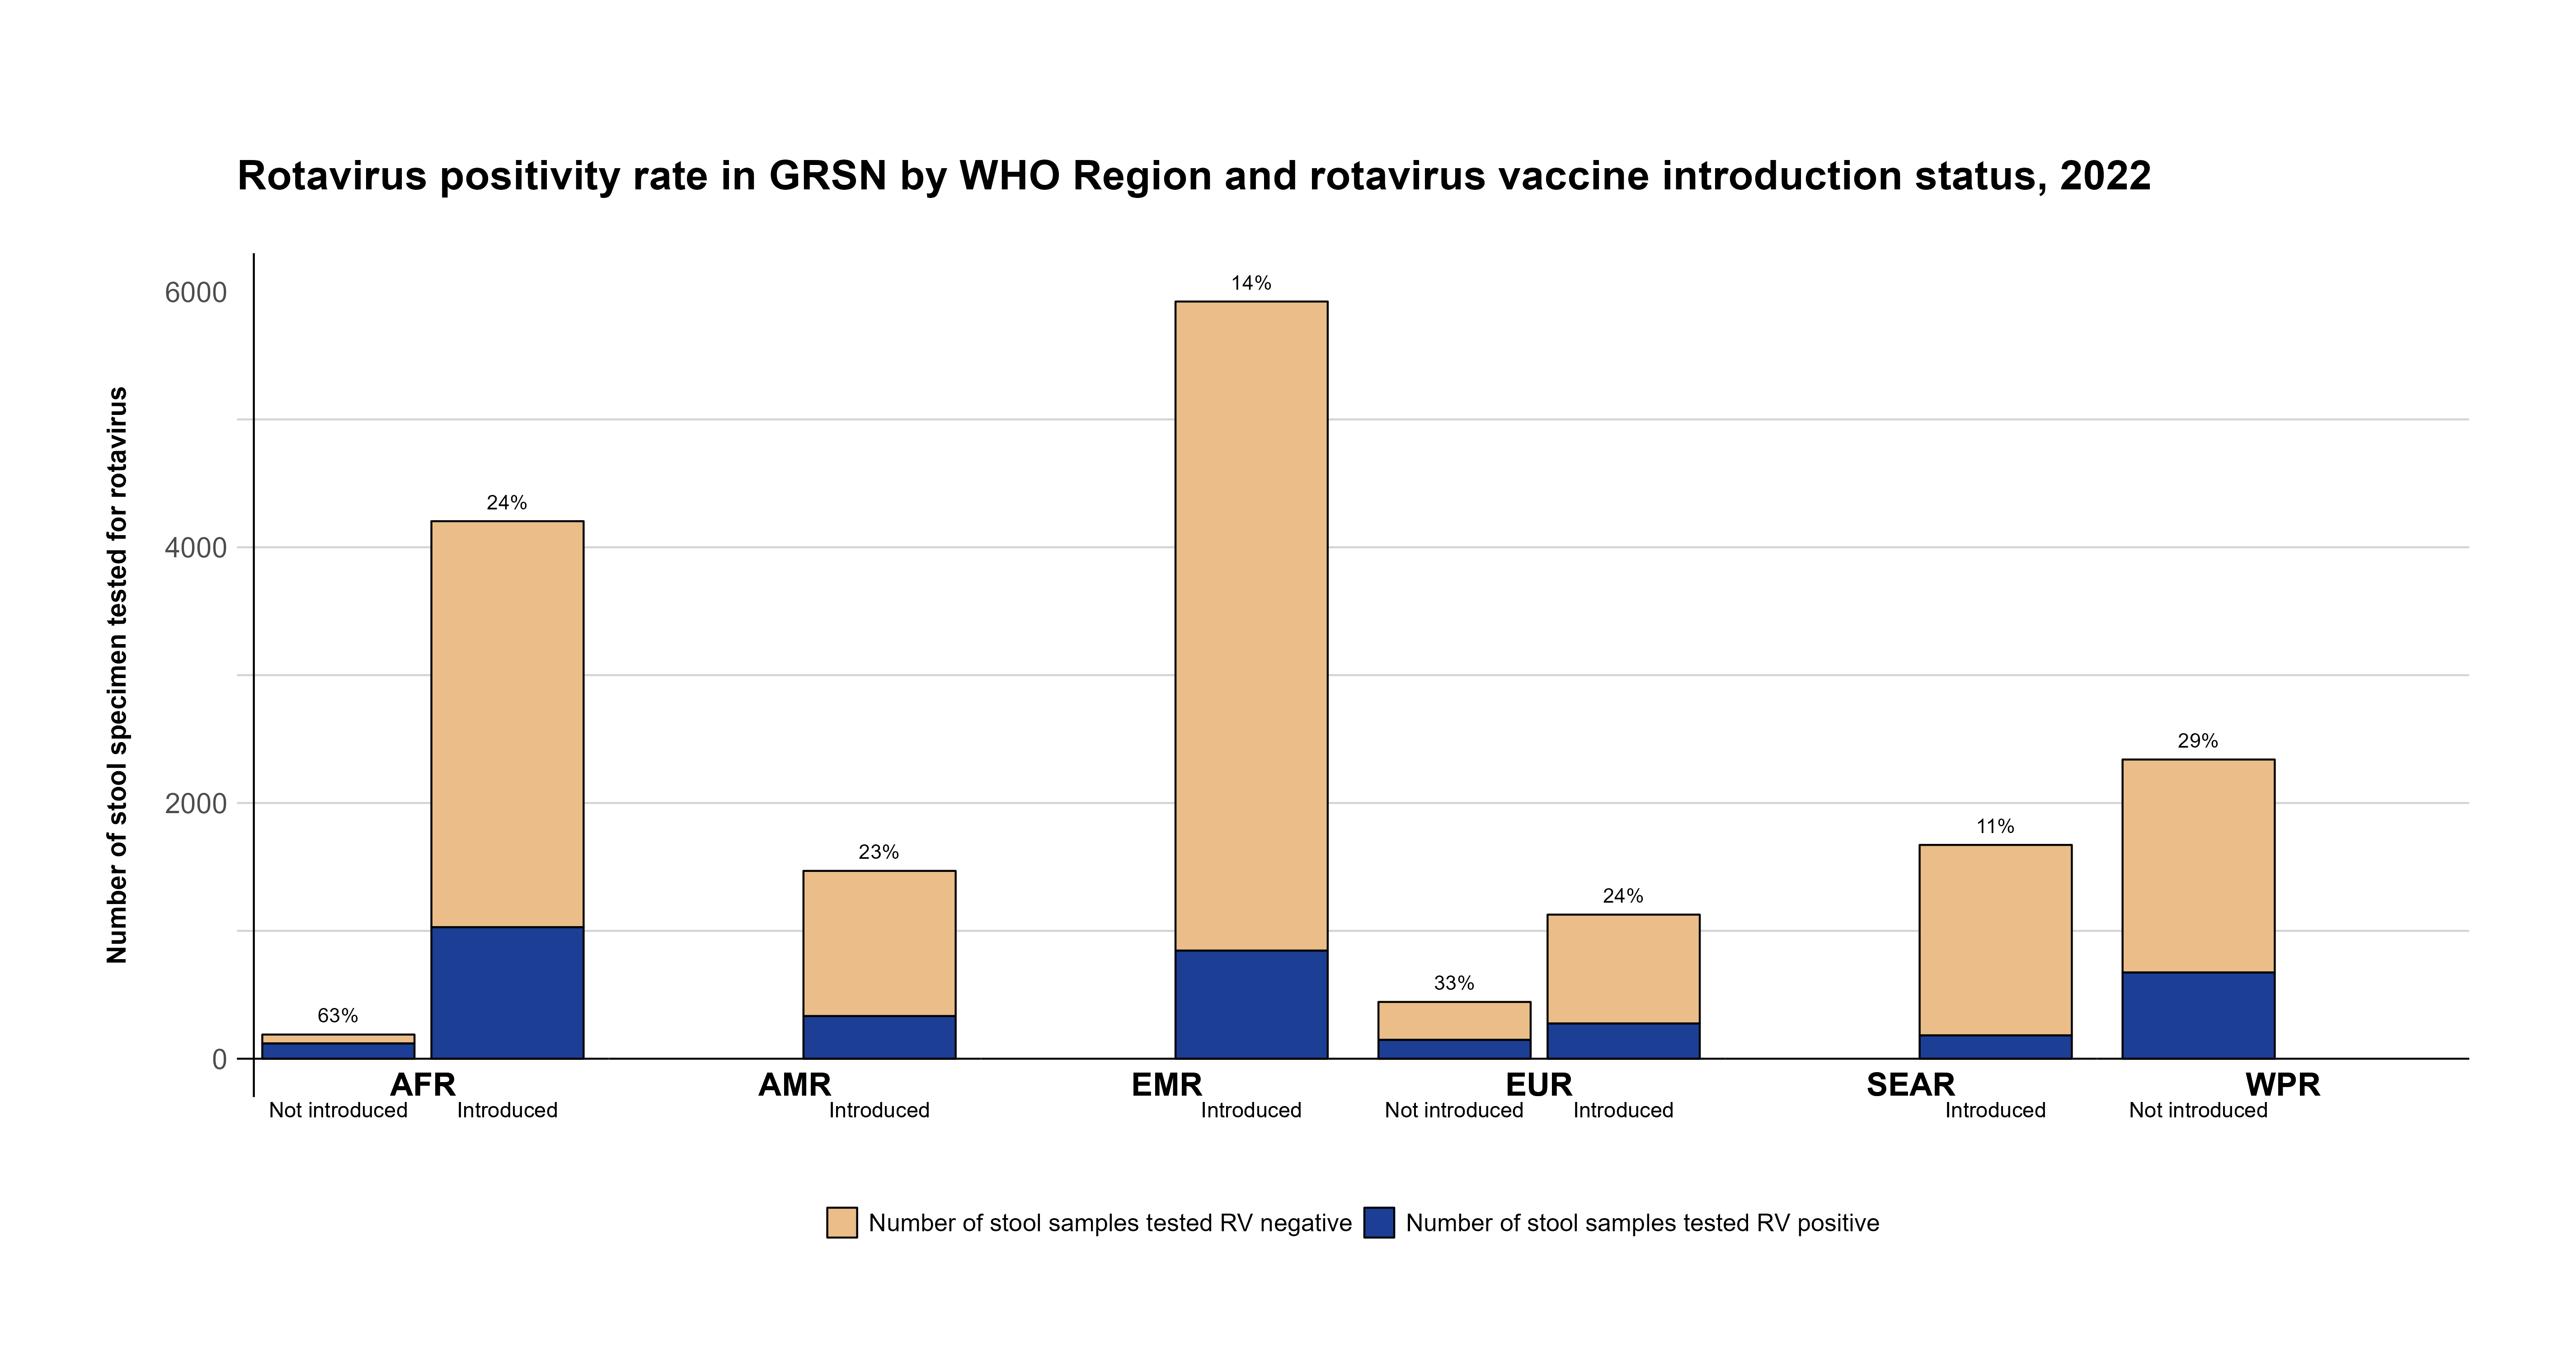 Rotavirus positivity rate in GRSN by WHO Region and rotavirus vaccine introduction status, 2022
Number of stool specimen tested for rotavirus
6000
4000
2000
0
63%
24%
23%
14%
33%
24%
11%
29%
AFR
AMR
EMR
EUR
SEAR
WPR
Not introduced
Introduced
Introduced
Introduced
Not introduced
Introduced
Introduced
Not introduced
Number of stool samples tested RV negative
Number of stool samples tested RV positive